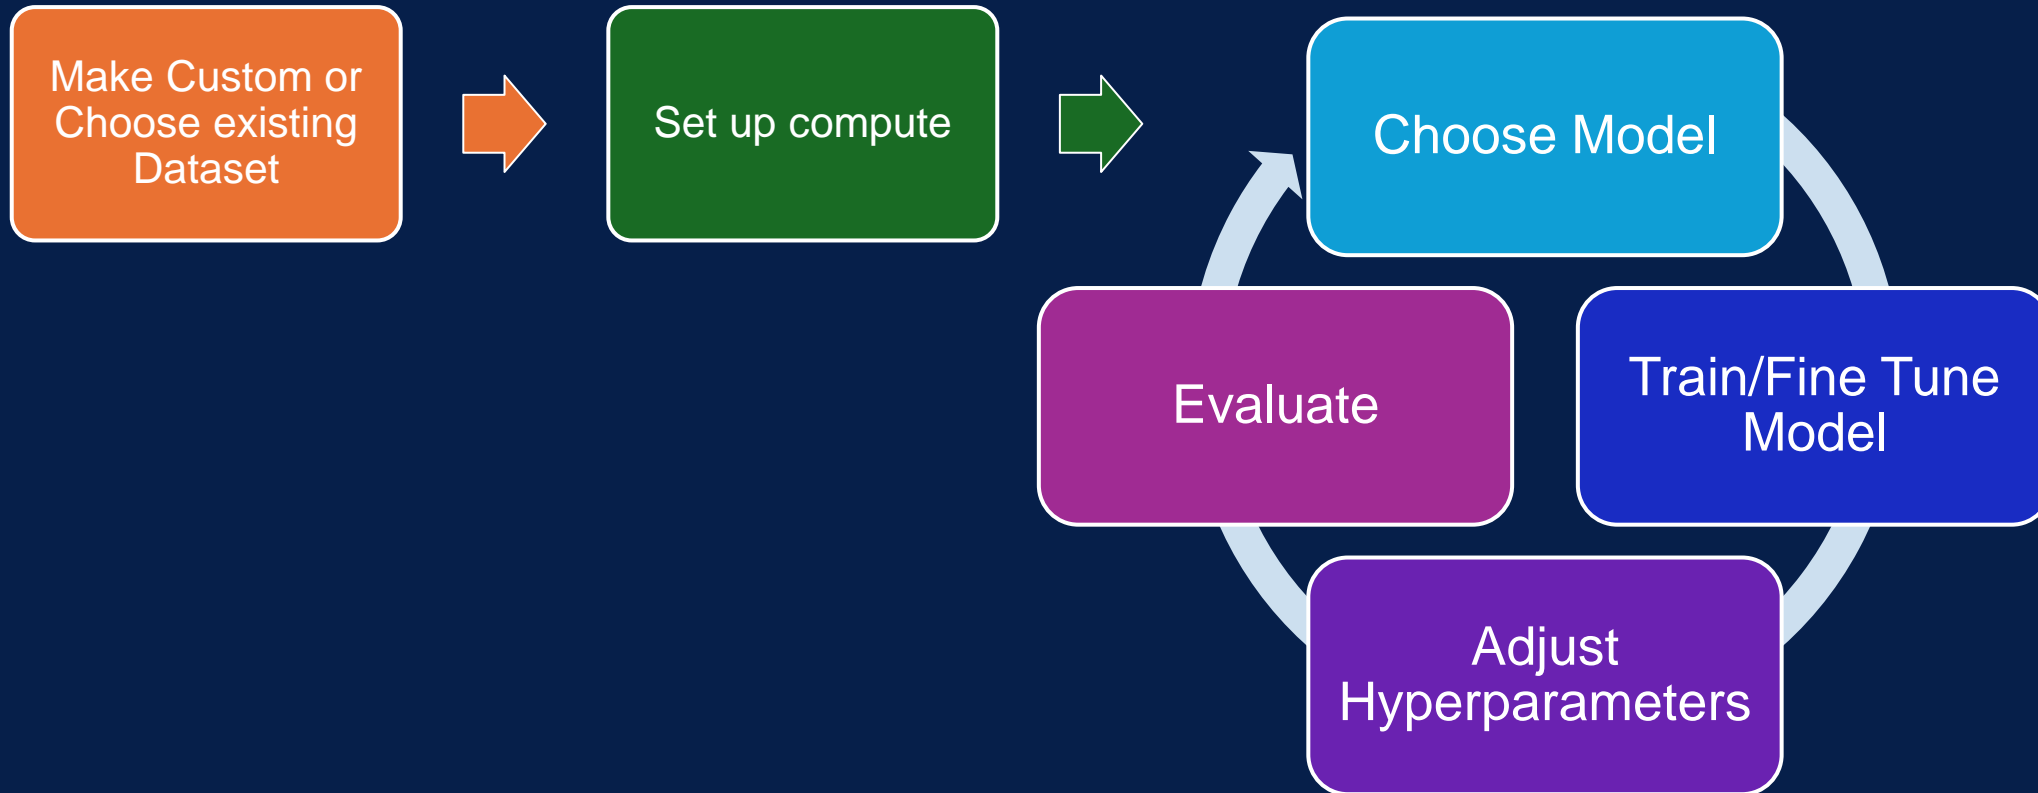 Make Custom or
Choose existing
Dataset
Set up compute
Choose Model
Train/Fine Tune
Model
Adjust
Hyperparameters
Evaluate